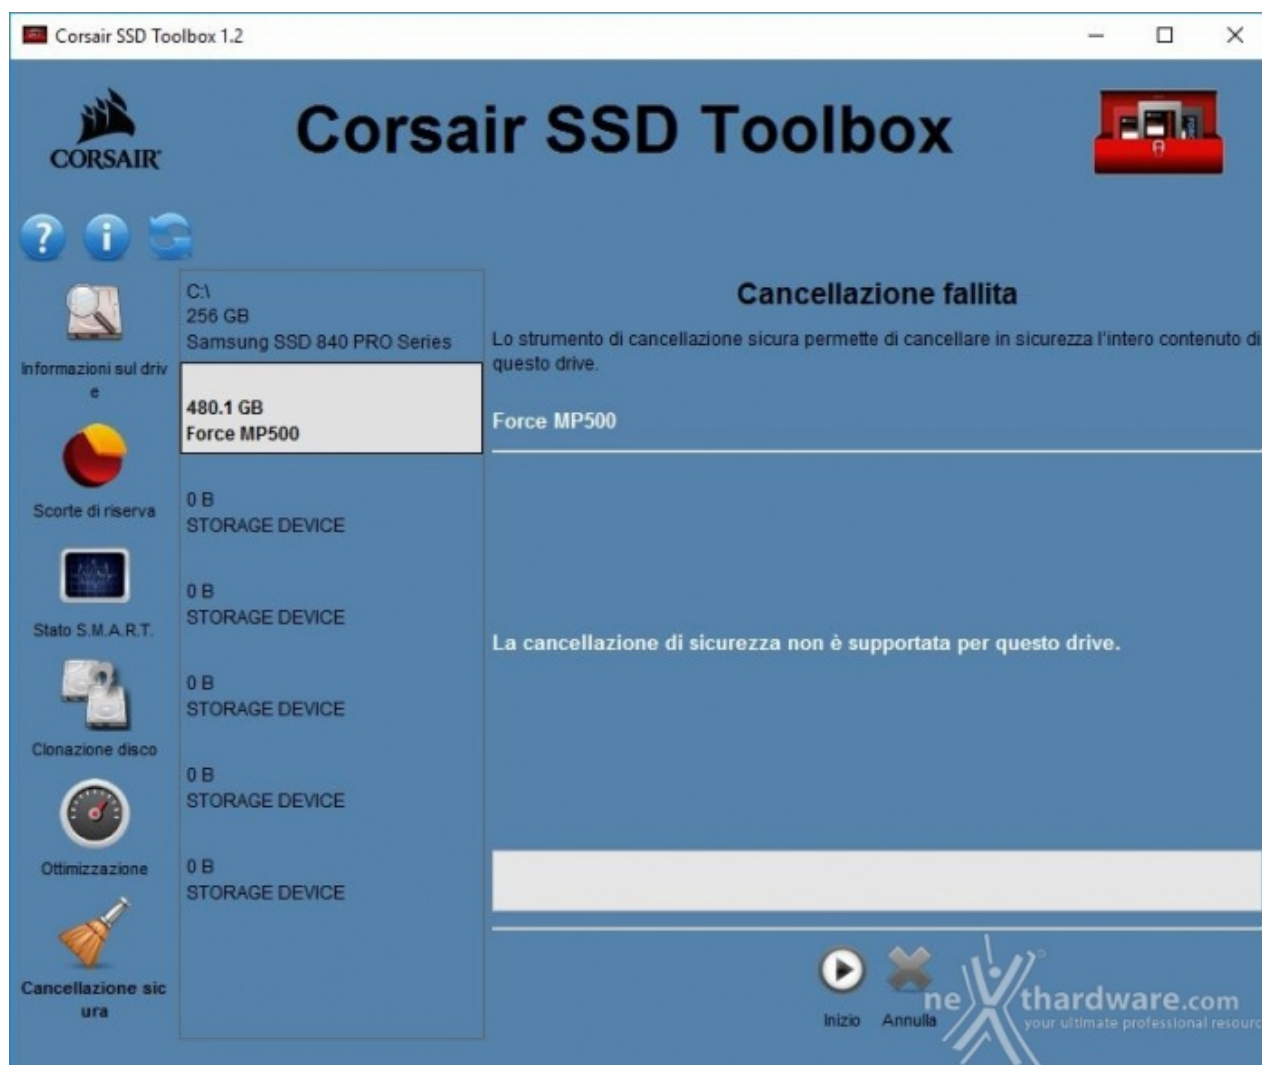 Corsair SSD Toolbox 1.2
CORSAIR
Corsair SSD Toolbox
?
i
Informazioni sul driv
e
Scorte di riserva
Stato S.M.A.R.T.
Clonazione disco
Ottimizzazione
Cancellazione sic
ura
C:\
256 GB
Samsung SSD 840 PRO Series
480.1 GB
Force MP500
0 B
STORAGE DEVICE
0 B
STORAGE DEVICE
0 B
STORAGE DEVICE
0 B
STORAGE DEVICE
0 B
STORAGE DEVICE
Cancellazione fallita
Lo strumento di cancellazione sicura permette di cancellare in sicurezza l'intero contenuto di
questo drive.
Force MP500
La cancellazione di sicurezza non è supportata per questo drive.
Inizio
Annulla
nexthardware.com
your ultimate professional resourc